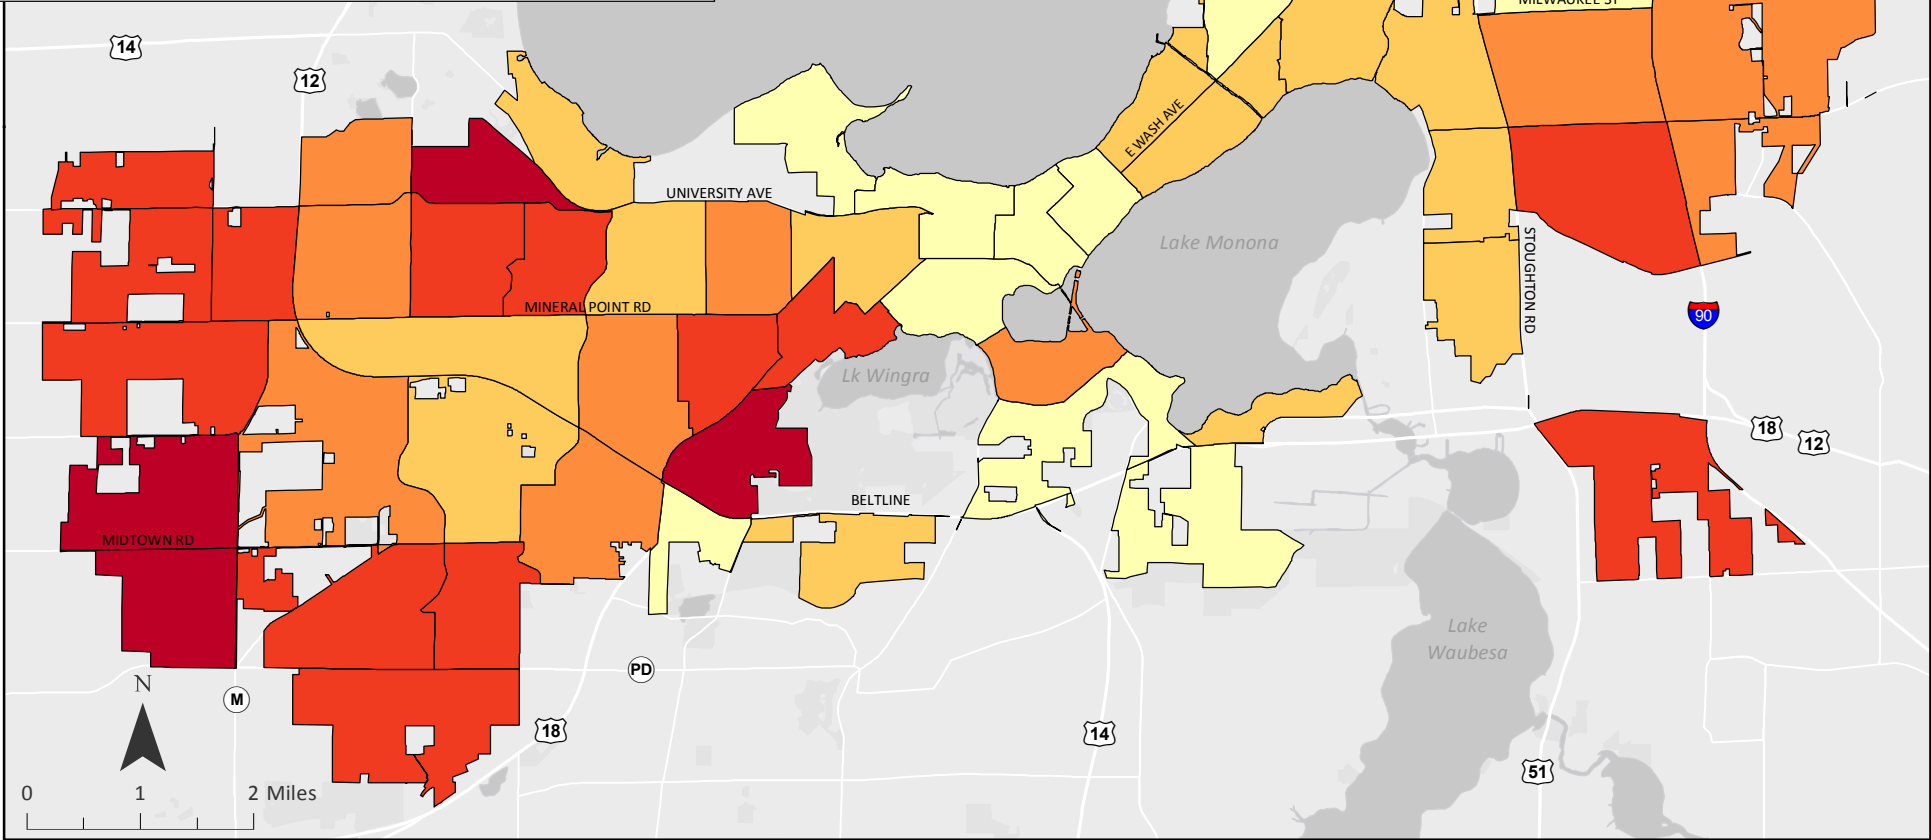 MILWAUKEE ST
14
12
E WASH AVE
UNIVERSITY AVE
Lake Monona
STOUGHTON RD
MINERAL POINT RD
90
Lk Wingra
18
12
BELTLINE
MIDTOWN RD
Lake
Waubesa
PD
N
M
18
14
51
0 1 2 Miles